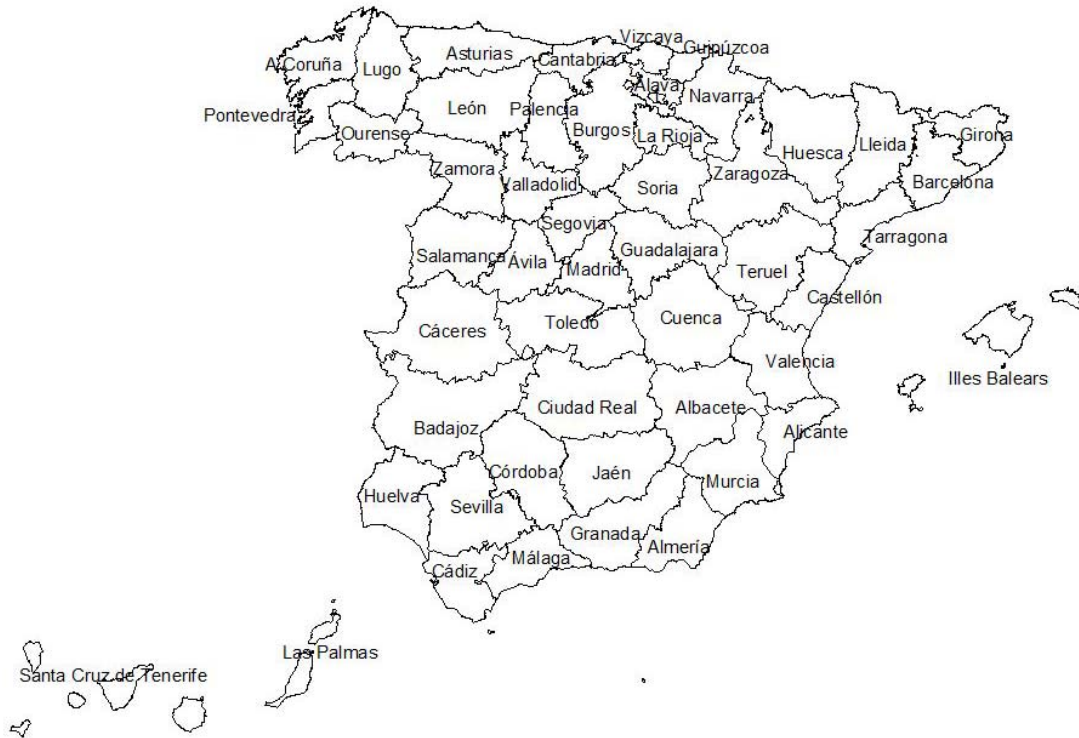 Vizcaya
Guipúzcoa
Asturias
Cantabria
A Coruña
Lugo
Álava
Navarra
León
Palencia
Pontevedra
Ourense
Burgos
La Rioja
Huesca
Lleida
Girona
Zamora
Valladolid
Soria
Zaragoza
Barcelona
Segovia
Tarragona
Salamanca
Ávila
Madrid
Guadalajara
Teruel
Castellón
Cáceres
Toledo
Cuenca
Valencia
Illes Balears
Badajoz
Ciudad Real
Albacete
Alicante
Huelva
Córdoba
Jaén
Murcia
Sevilla
Granada
Almería
Cádiz
Málaga
Las Palmas
Santa Cruz de Tenerife